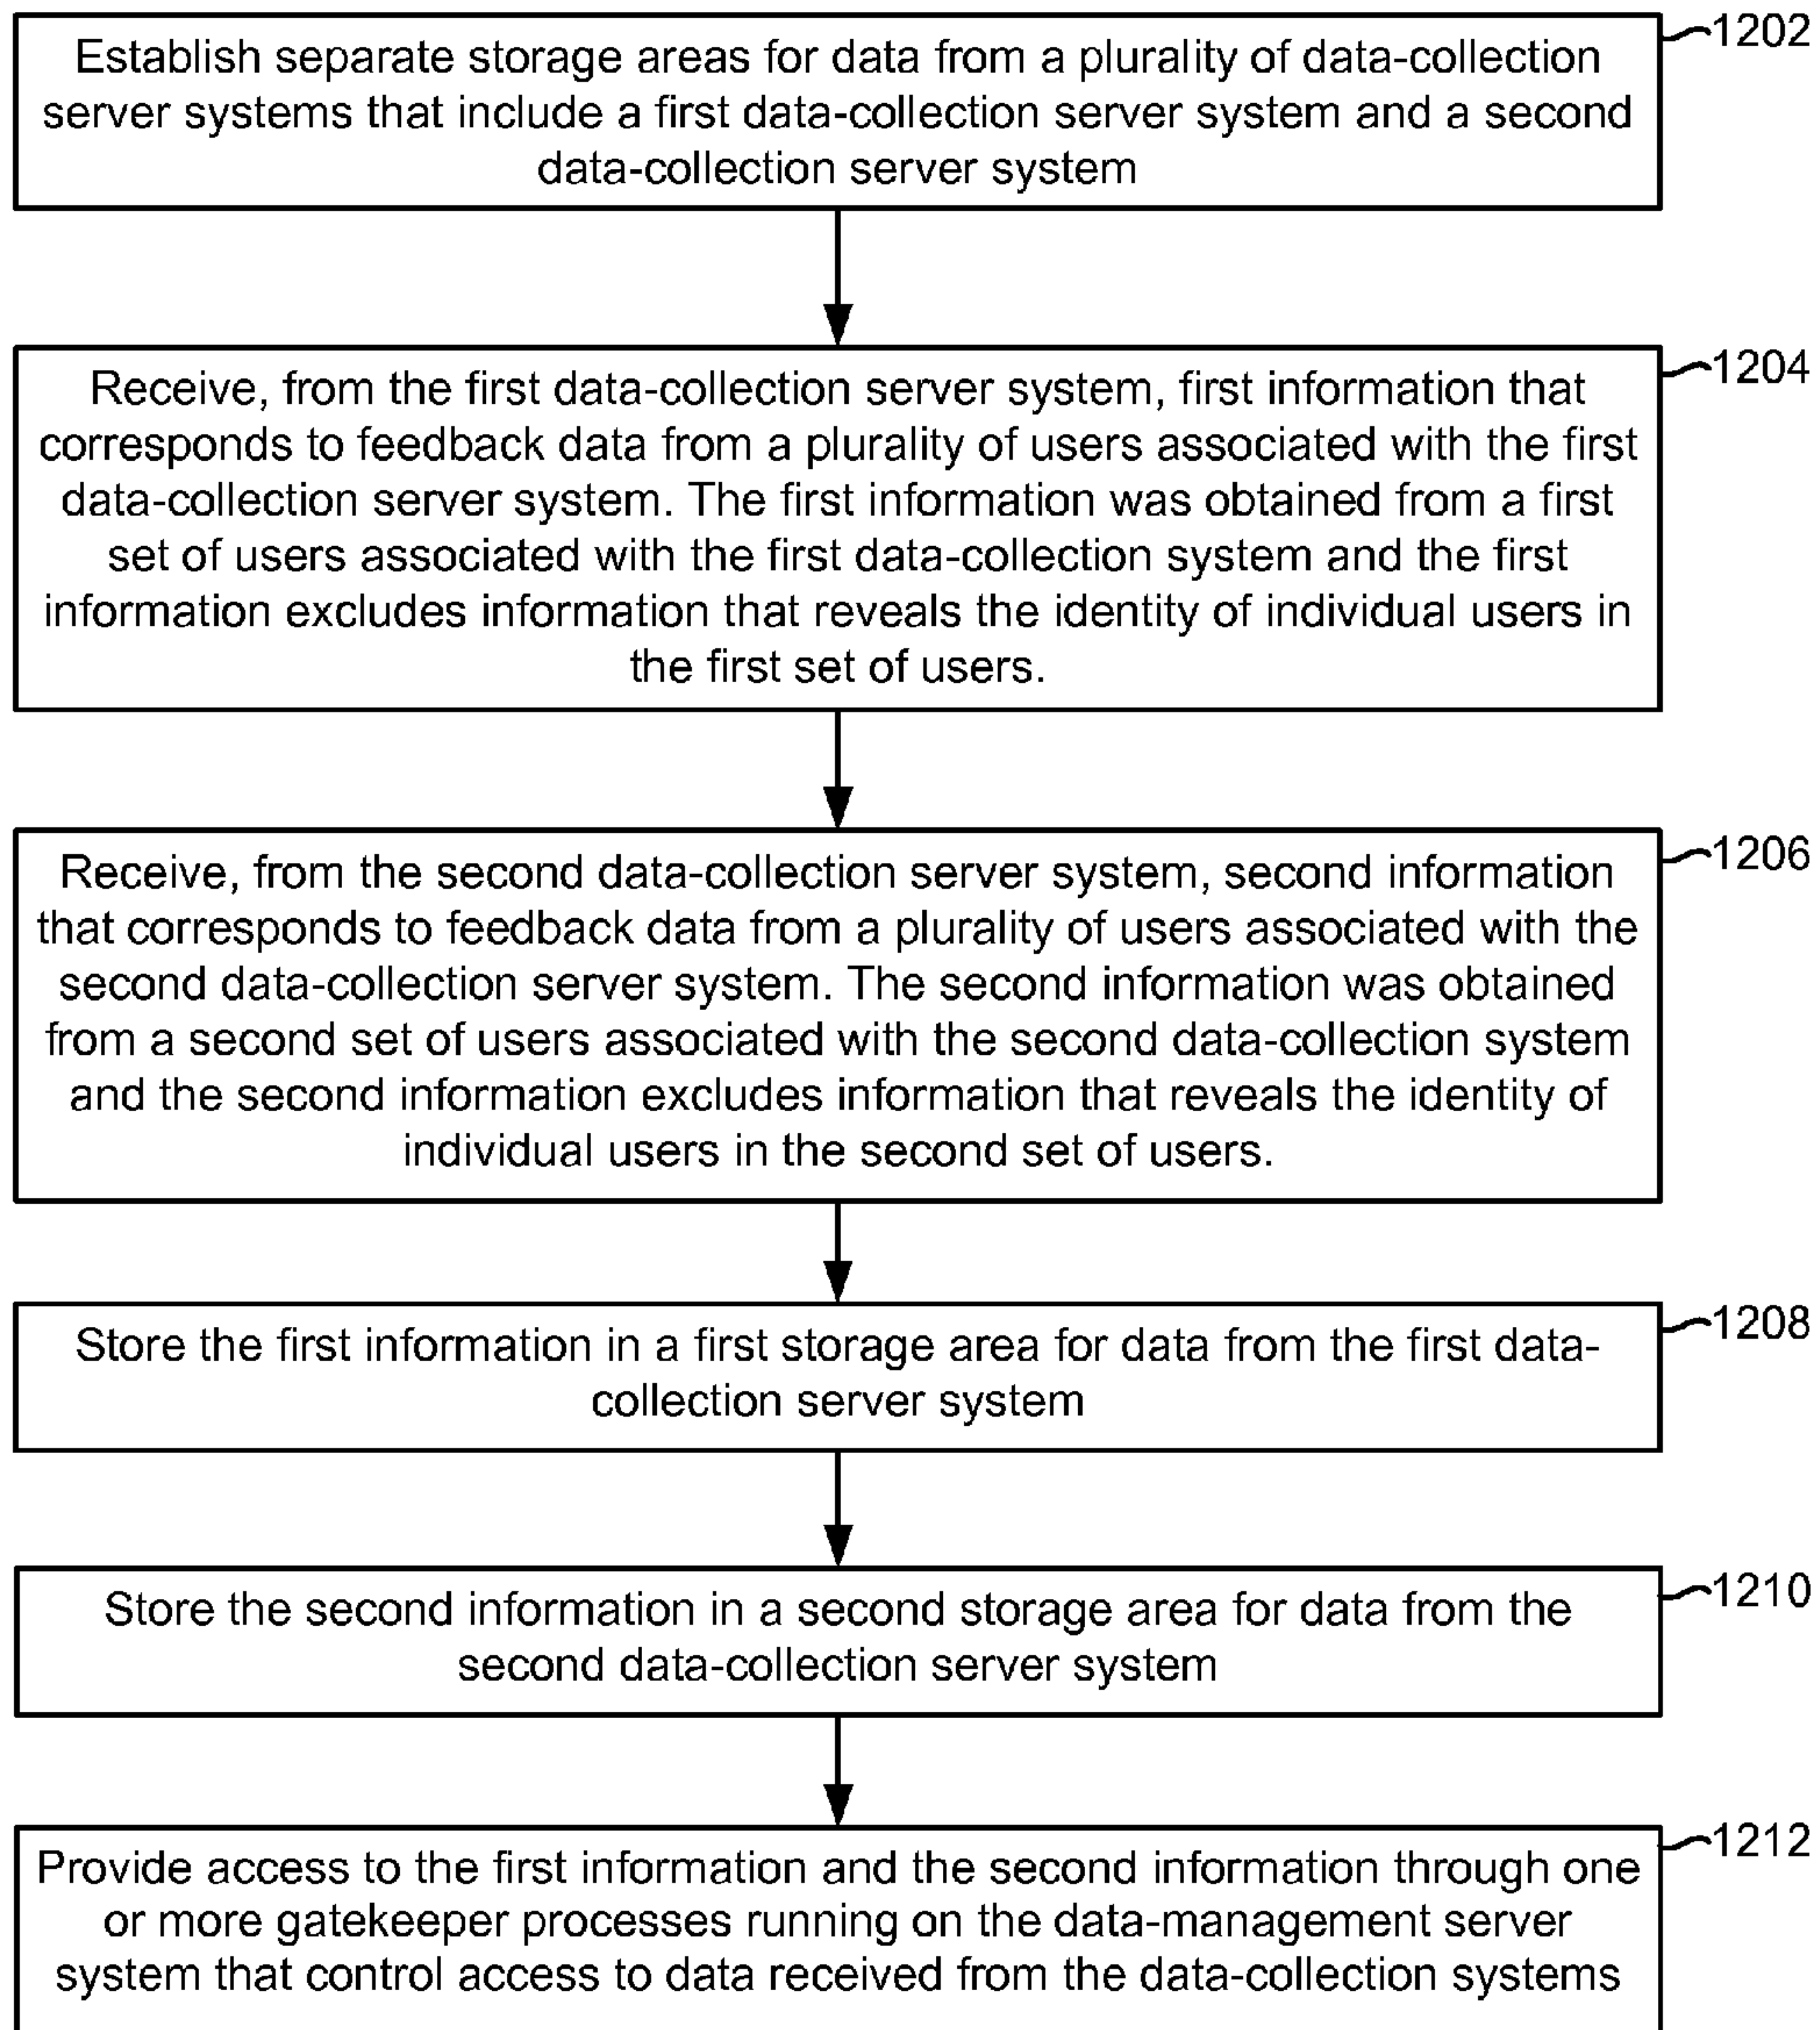 1202
Establish separate storage areas for data from a plurality of data-collection
server systems that include a first data-collection server system and a second
data-collection server system
1204
Receive, from the first data-collection server system, first information that
corresponds to feedback data from a plurality of users associated with the first
data-collection server system. The first information was obtained from a first
set of users associated with the first data-collection system and the first
information excludes information that reveals the identity of individual users in
the first set of users.
1206
Receive, from the second data-collection server system, second information
that corresponds to feedback data from a plurality of users associated with the
second data-collection server system. The second information was obtained
from a second set of users associated with the second data-collection system
and the second information excludes information that reveals the identity of
individual users in the second set of users.
1208
Store the first information in a first storage area for data from the first data-
collection server system
1210
Store the second information in a second storage area for data from the
second data-collection server system
1212
Provide access to the first information and the second information through one
or more gatekeeper processes running on the data-management server
system that control access to data received from the data-collection systems